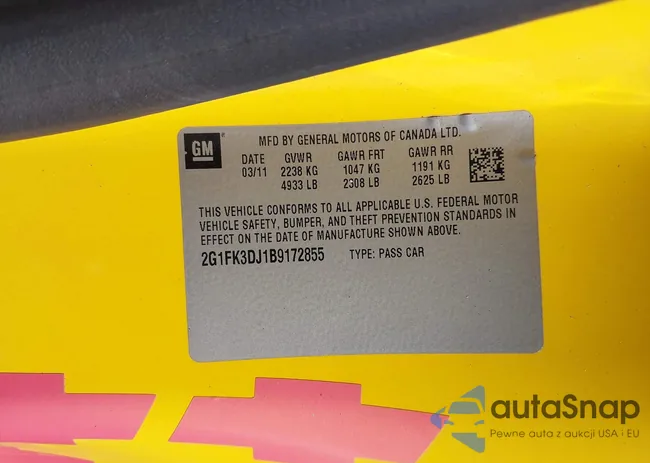 GM
MFD BY GENERAL MOTORS OF CANADA LTD.
DATE GVWR GAWR FRT GAWR RR
03/11 2238 KG 1047 KG 1191 KG
4933 LB 2308 LB 2625 LB
THIS VEHICLE CONFORMS TO ALL APPLICABLE U.S. FEDERAL MOTOR
VEHICLE SAFETY, BUMPER, AND THEFT PREVENTION STANDARDS IN
EFFECT ON THE DATE OF MANUFACTURE SHOWN ABOVE.
2G1FK3DJ1B9172855 TYPE: PASS CAR
autaSnap
Pewne auta z aukcji USA i EU